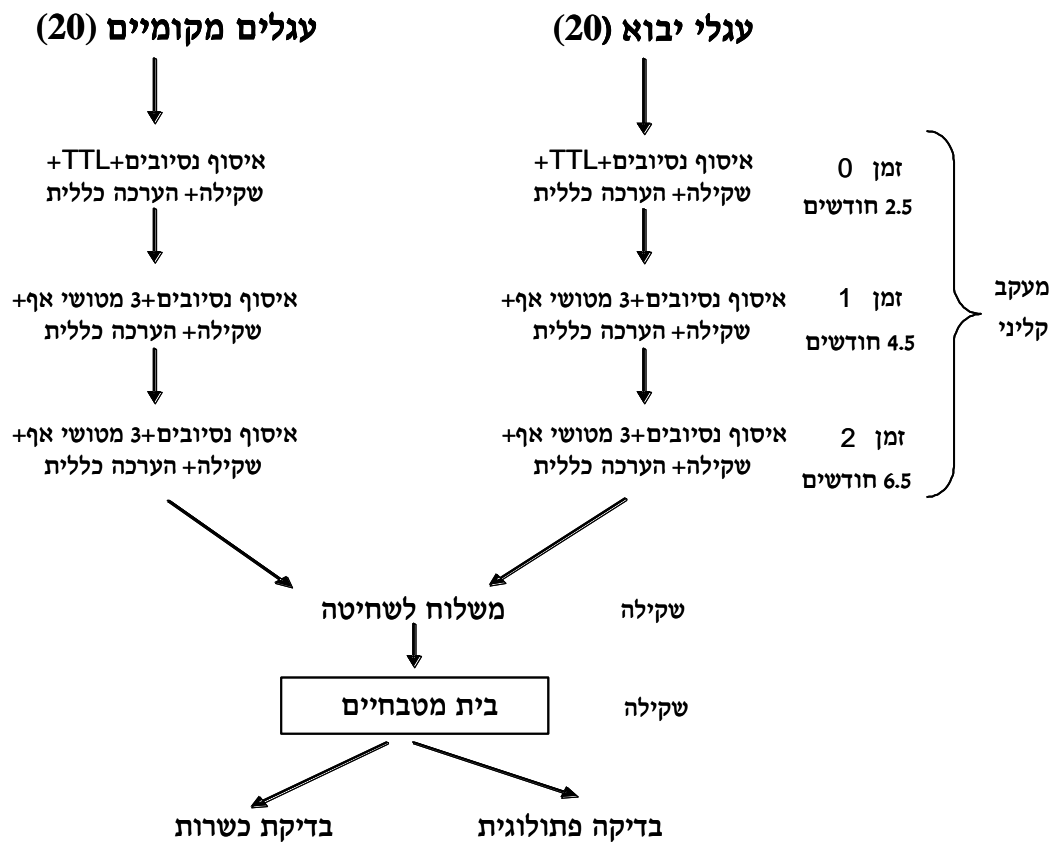 עגלי יבוא (20)
עגלים מקומיים (20)
זמן 0
2.5 חודשים
איסוף נסיובים+TTL+
שקילה+ הערכה כללית
איסוף נסיובים+TTL+
שקילה+ הערכה כללית
מעקב
קליני
זמן 1
4.5 חודשים
איסוף נסיובים+3 מטושי אף+
שקילה+ הערכה כללית
איסוף נסיובים+3 מטושי אף+
שקילה+ הערכה כללית
זמן 2
6.5 חודשים
איסוף נסיובים+3 מטושי אף+
שקילה+ הערכה כללית
איסוף נסיובים+3 מטושי אף+
שקילה+ הערכה כללית
שקילה
משלוח לשחיטה
שקילה
בית מטבחיים
בדיקה פתולוגית
בדיקת כשרות